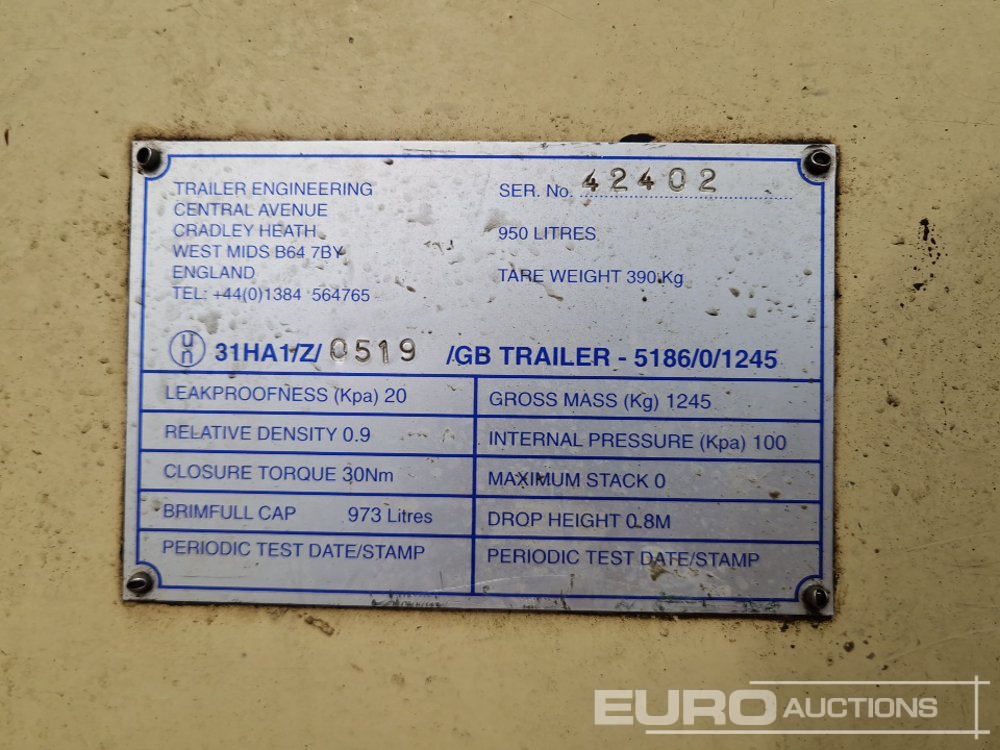 TRAILER ENGINEERING
CENTRAL AVENUE
CRADLEY HEATH
WEST MIDS B64 7BY
ENGLAND
TEL: +44(0)1384 564765
SER. No. 42402
950 LITRES
TARE WEIGHT 390 Kg
un 31HA1/Z/ 0519 /GB TRAILER - 5186/0/1245
LEAKPROOFNESS (Kpa) 20
RELATIVE DENSITY 0.9
CLOSURE TORQUE 30Nm
BRIMFULL CAP 973 Litres
PERIODIC TEST DATE/STAMP
GROSS MASS (Kg) 1245
INTERNAL PRESSURE (Kpa) 100
MAXIMUM STACK 0
DROP HEIGHT 0.8M
PERIODIC TEST DATE/STAMP
EURO AUCTIONS